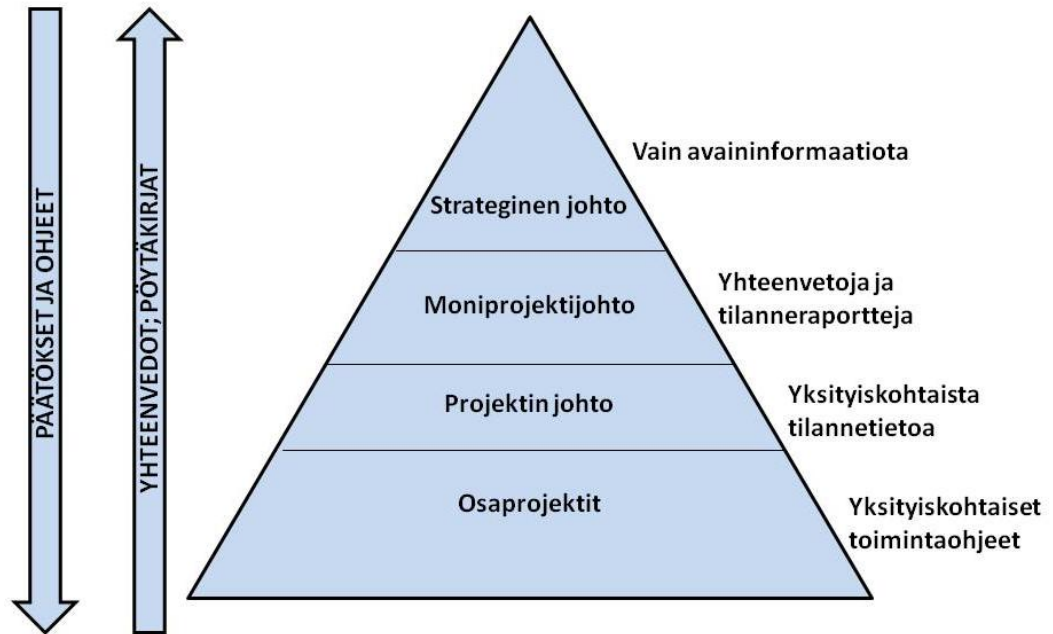 PÄÄTÖKSET JA OHJEET
YHTEENVEDOT; PÖYTÄKIRJAT
Vain avaininformaatiota
Strateginen johto
Moniprojektijohto
Yhteenvetoja ja
tilanneraportteja
Projektin johto
Yksityiskohtaista
tilannetietoa
Osaprojektit
Yksityiskohtaiset
toimintaohjeet